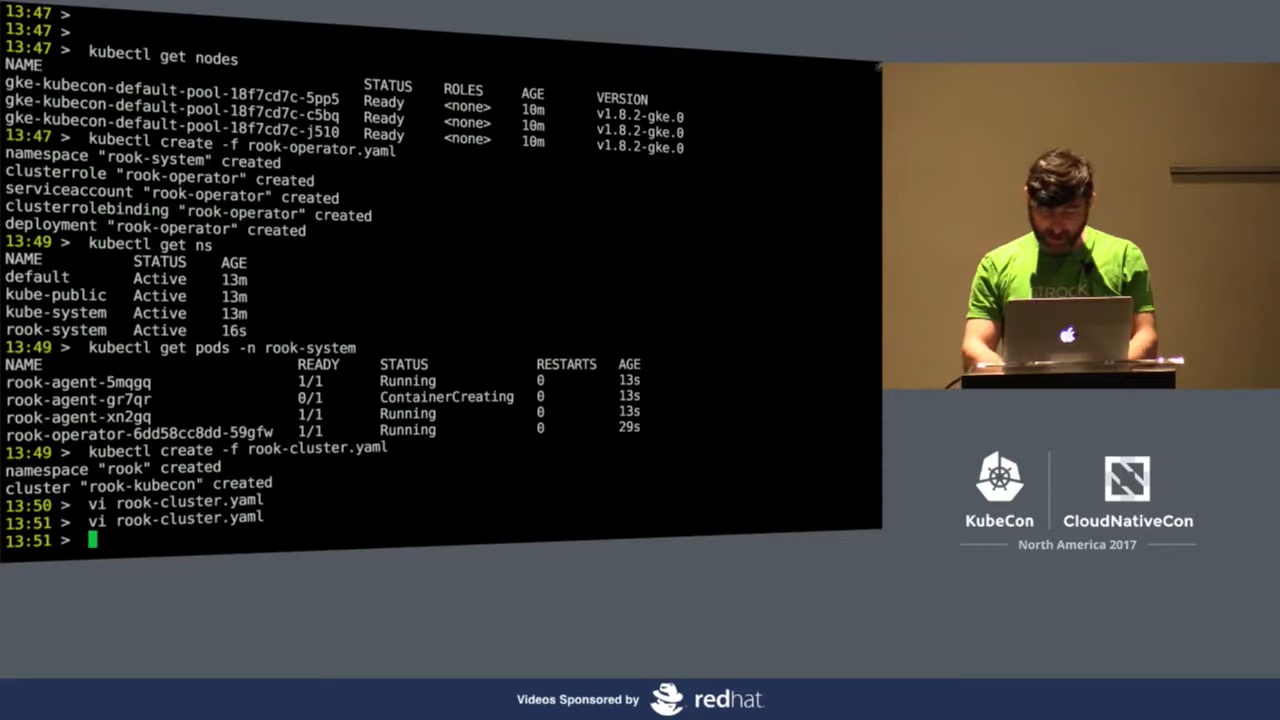 13:47 >
13:47 >
13:47 > kubectl get nodes
NAME STATUS ROLES AGE VERSION
gke-kubecon-default-pool-18f7cd7c-5pp5 Ready <none> 10m v1.8.2-gke.0
gke-kubecon-default-pool-18f7cd7c-c5bq Ready <none> 10m v1.8.2-gke.0
gke-kubecon-default-pool-18f7cd7c-j510 Ready <none> 10m v1.8.2-gke.0
13:47 > kubectl create -f rook-operator.yaml
namespace "rook-system" created
clusterrole "rook-operator" created
serviceaccount "rook-operator" created
clusterrolebinding "rook-operator" created
deployment "rook-operator" created
13:49 > kubectl get ns
NAME STATUS AGE
default Active 13m
kube-public Active 13m
kube-system Active 13m
rook-system Active 16s
13:49 > kubectl get pods -n rook-system
NAME READY STATUS RESTARTS AGE
rook-agent-5mqgq 1/1 Running 0 13s
rook-agent-gr7qr 0/1 ContainerCreating 0 13s
rook-agent-xn2gq 1/1 Running 0 13s
rook-operator-6dd58cc8dd-59gfw 1/1 Running 0 29s
13:49 > kubectl create -f rook-cluster.yaml
namespace "rook" created
cluster "rook-kubecon" created
13:50 > vi rook-cluster.yaml
13:51 > vi rook-cluster.yaml
13:51 >
KubeCon
CloudNativeCon
North America 2017
Videos Sponsored by redhat.